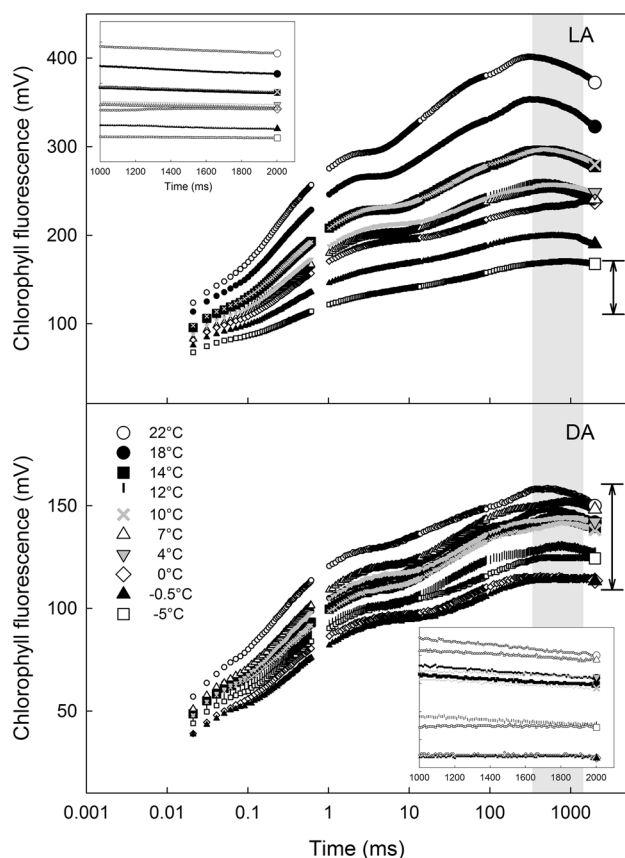 LA
Chlorophyll fluorescence (mV)
400
300
200
100
1000 1200 1400 1600 1800 2000
Time (ms)
DA
Chlorophyll fluorescence (mV)
150
100
50
22°C
18°C
14°C
12°C
10°C
7°C
4°C
0°C
-0.5°C
-5°C
1000 1200 1400 1600 1800 2000
Time (ms)
0.001 0.01 0.1 1 10 100 1000
Time (ms)